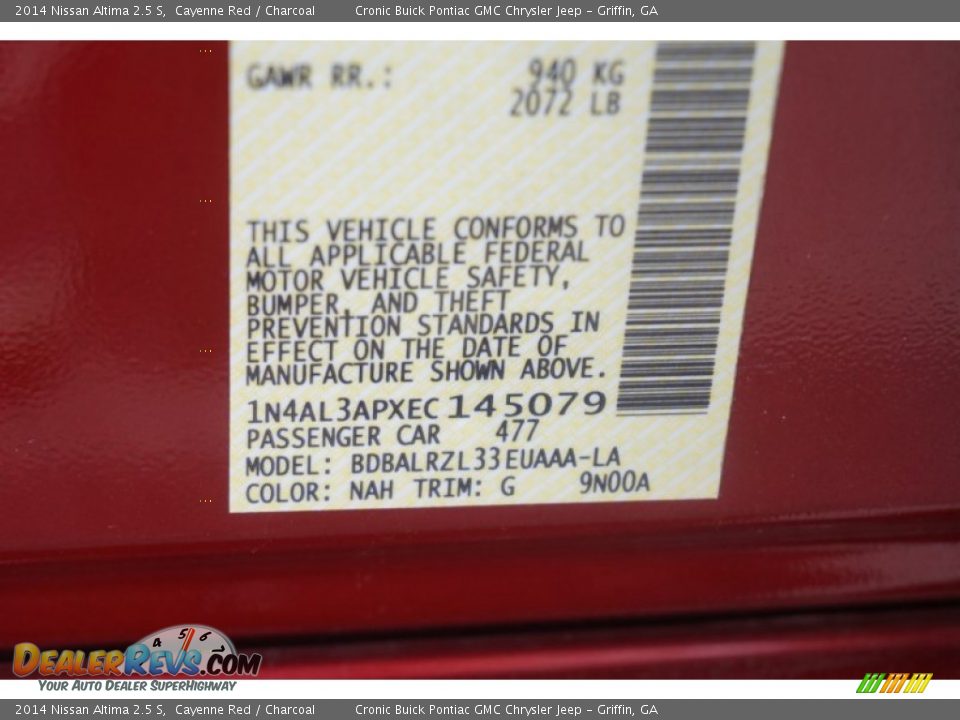 2014 Nissan Altima 2.5 S, Cayenne Red / Charcoal Cronic Buick Pontiac GMC Chrysler Jeep - Griffin, GA
GAWR RR.: 940 KG
2072 LB
THIS VEHICLE CONFORMS TO
ALL APPLICABLE FEDERAL
MOTOR VEHICLE SAFETY,
BUMPER, AND THEFT
PREVENTION STANDARDS IN
EFFECT ON THE DATE OF
MANUFACTURE SHOWN ABOVE.
1N4AL3APXEC145079
PASSENGER CAR 477
MODEL: BDBALRZL33EUAAA-LA
COLOR: NAH TRIM: G 9N00A
4 5 6
DealerRevs.com
Your Auto Dealer SuperHighway
2014 Nissan Altima 2.5 S, Cayenne Red / Charcoal Cronic Buick Pontiac GMC Chrysler Jeep - Griffin, GA